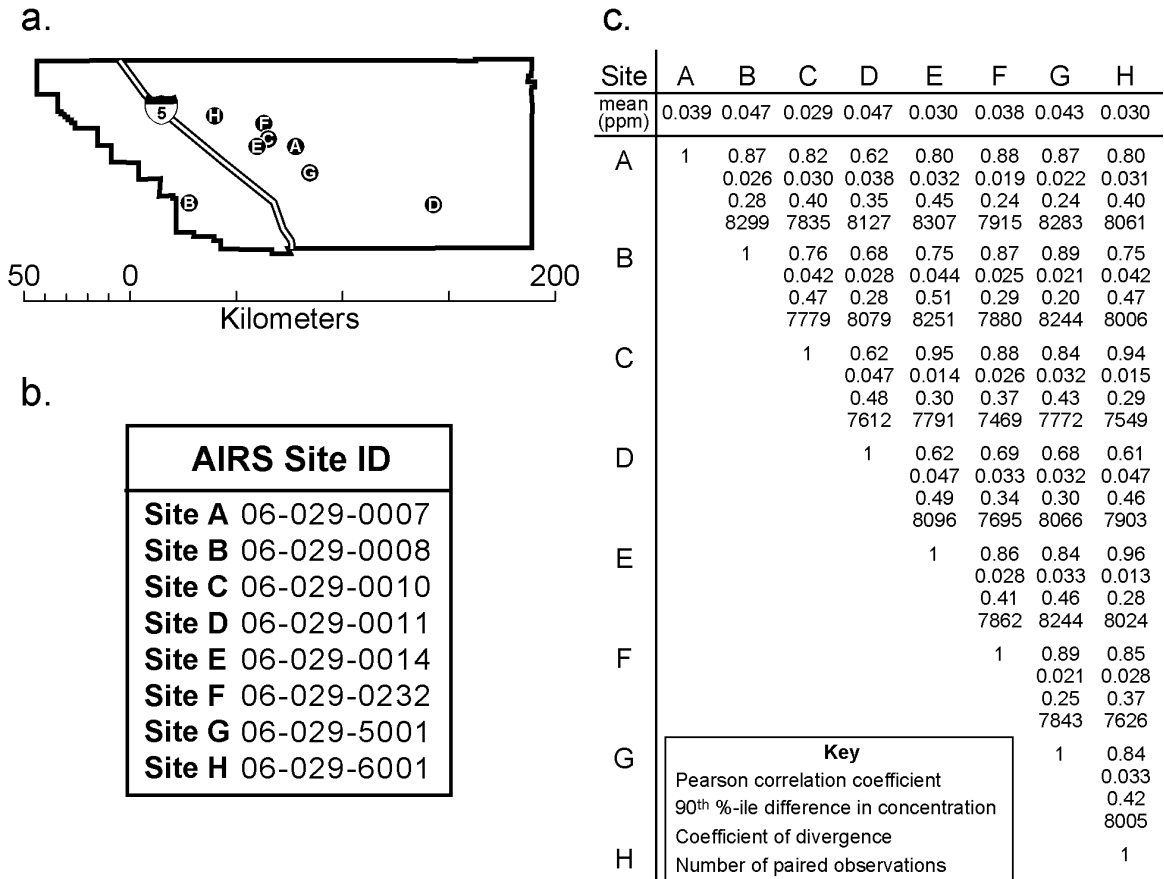 a.
5
H
F
C
E
A
G
B
D
50 0 200
Kilometers
b.
AIRS Site ID
Site A 06-029-0007
Site B 06-029-0008
Site C 06-029-0010
Site D 06-029-0011
Site E 06-029-0014
Site F 06-029-0232
Site G 06-029-5001
Site H 06-029-6001
c.
Site A B C D E F G H
mean (ppm) 0.039 0.047 0.029 0.047 0.030 0.038 0.043 0.030
A 1 0.87 0.82 0.62 0.80 0.88 0.87 0.80
0.026 0.030 0.038 0.032 0.019 0.022 0.031
0.28 0.40 0.35 0.45 0.24 0.24 0.40
8299 7835 8127 8307 7915 8283 8061
B 1 0.76 0.68 0.75 0.87 0.89 0.75
0.042 0.028 0.044 0.025 0.021 0.042
0.47 0.28 0.51 0.29 0.20 0.47
7779 8079 8251 7880 8244 8006
C 1 0.62 0.95 0.88 0.84 0.94
0.047 0.014 0.026 0.032 0.015
0.48 0.30 0.37 0.43 0.29
7612 7791 7469 7772 7549
D 1 0.62 0.69 0.68 0.61
0.047 0.033 0.032 0.047
0.49 0.34 0.30 0.46
8096 7695 8066 7903
E 1 0.86 0.84 0.96
0.028 0.033 0.013
0.41 0.46 0.28
7862 8244 8024
F 1 0.89 0.85
0.021 0.028
0.25 0.37
7843 7626
G 1 0.84
0.033
0.42
8005
H 1
Key
Pearson correlation coefficient
90th %-ile difference in concentration
Coefficient of divergence
Number of paired observations